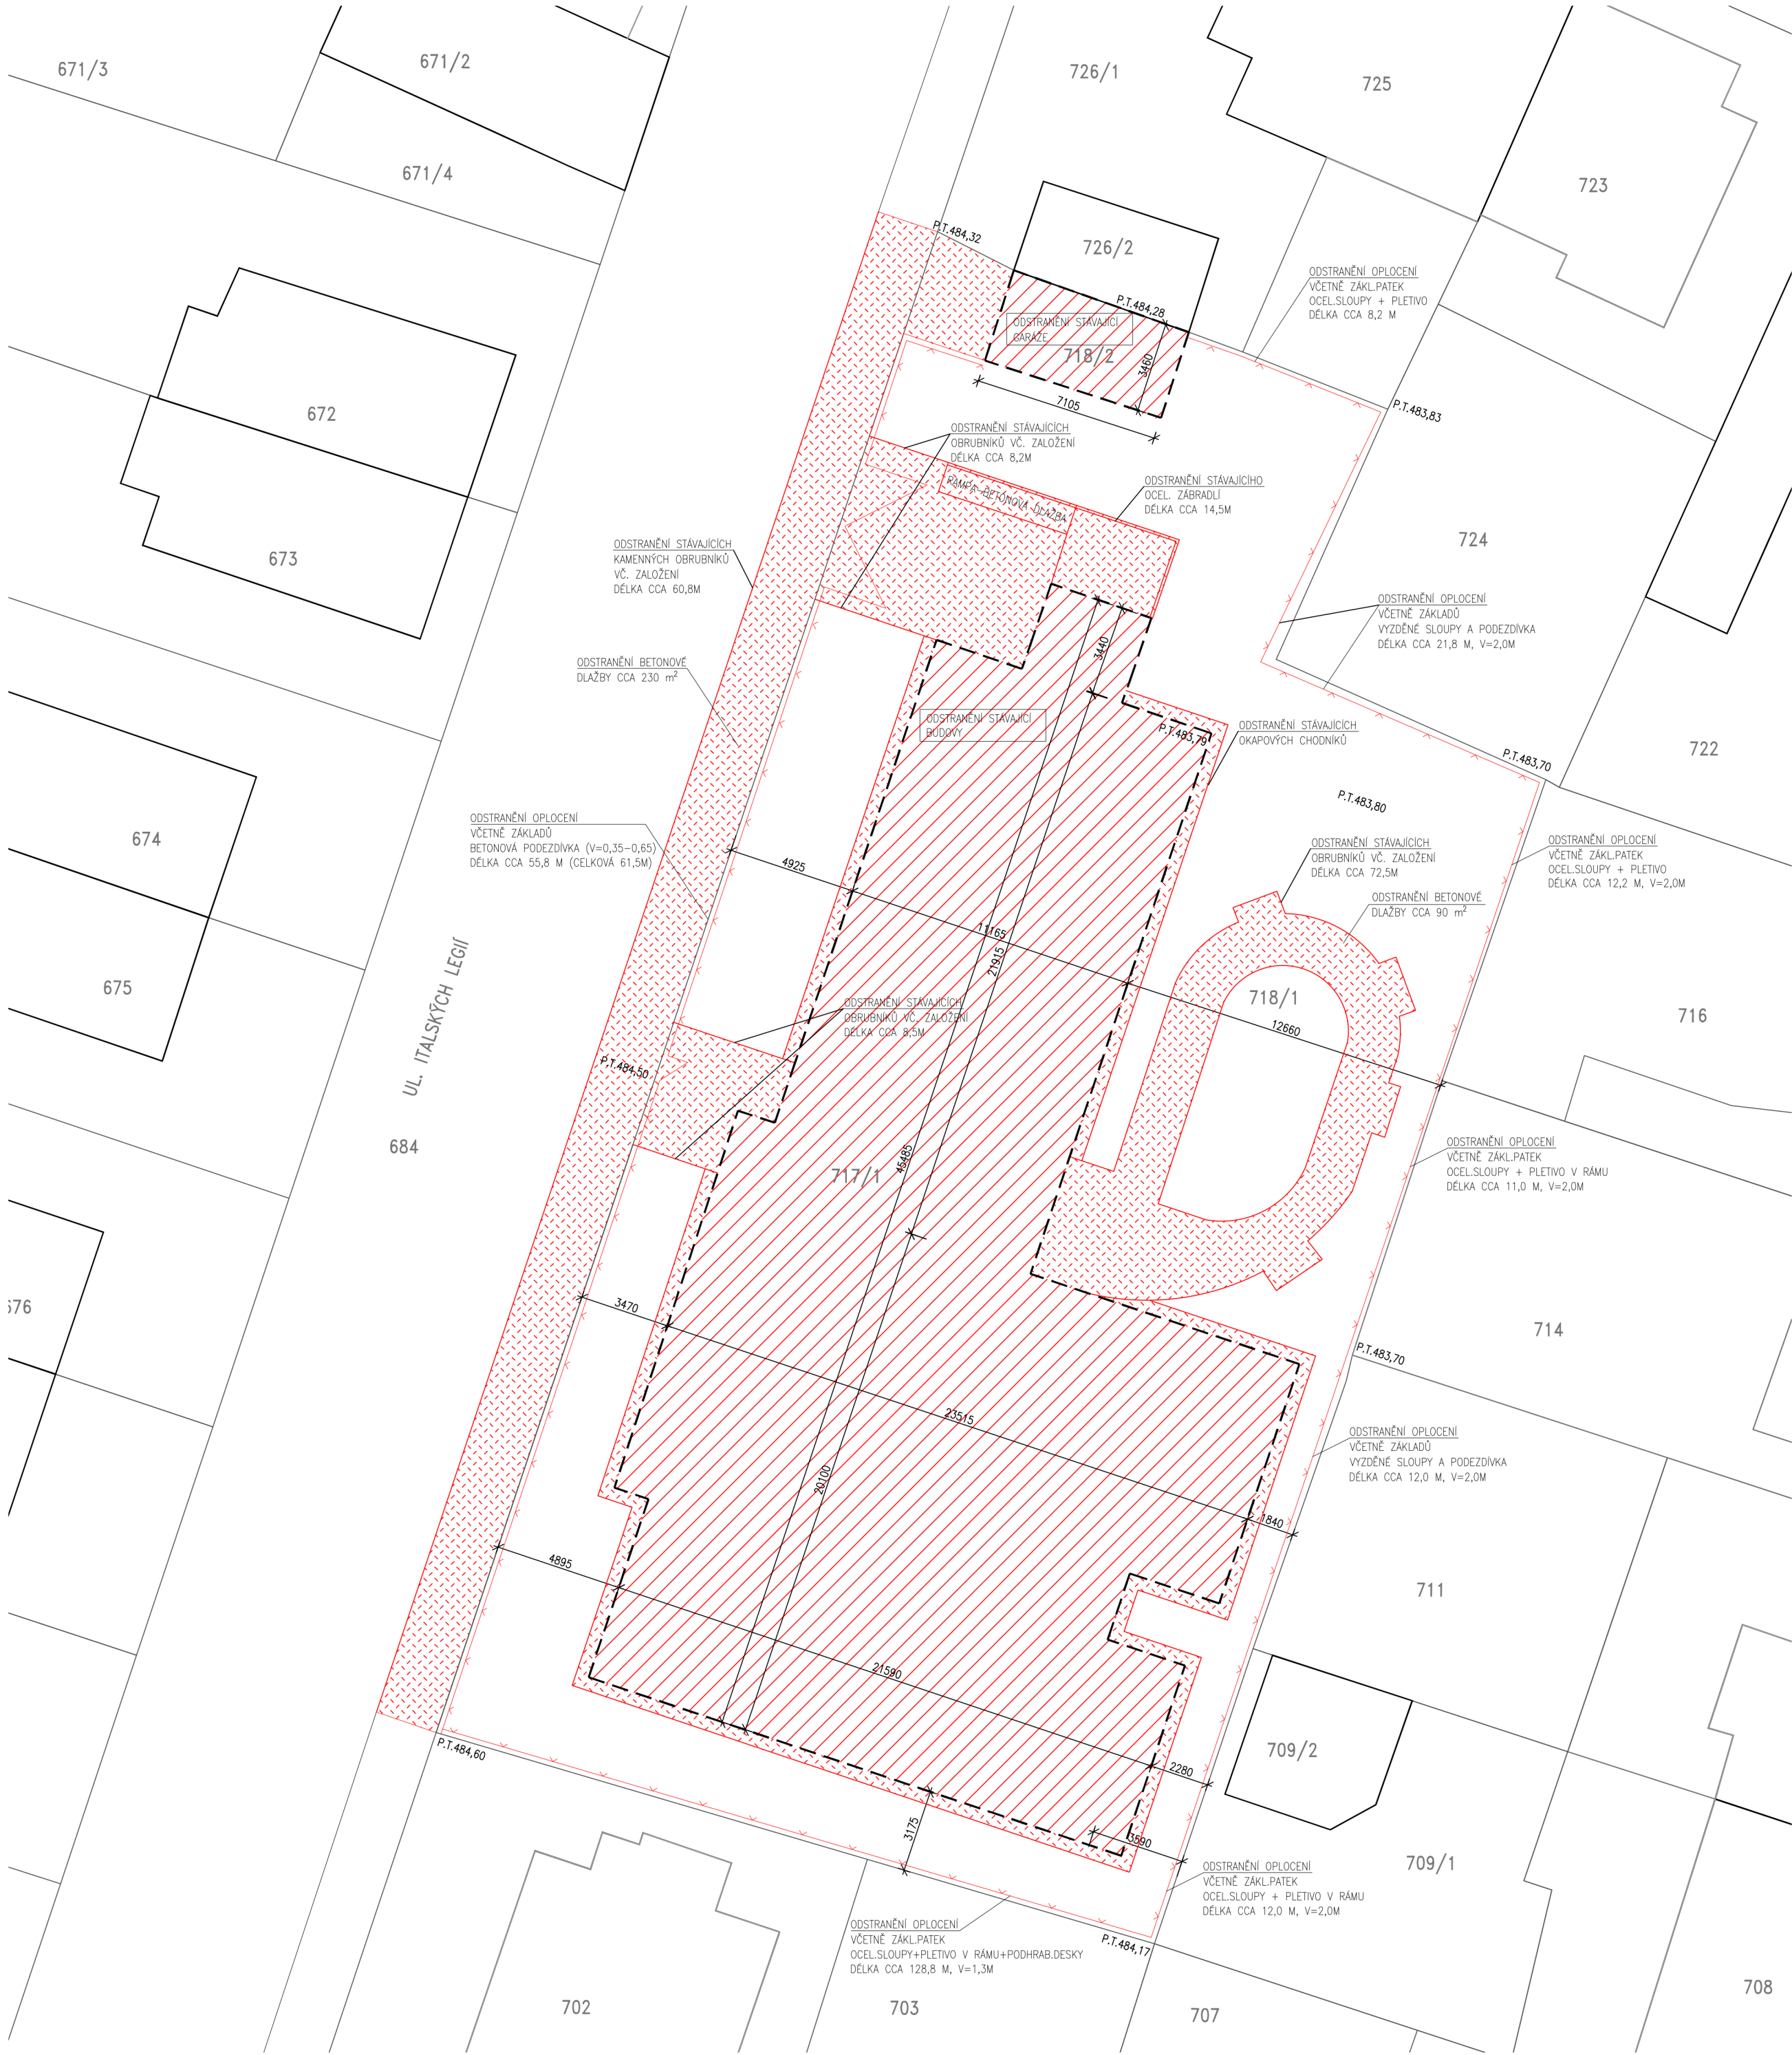 671/3
671/2
726/1
725
671/4
723
P.T.484,32
726/2
ODSTRANĚNÍ OPLOCENÍ
VČETNĚ ZÁKL.PATEK
OCEL.SLOUPY + PLETIVO
DÉLKA CCA 8,2 M
P.T.484,28
ODSTRANĚNÍ STÁVAJÍCÍ
GARÁŽE
718/2
3460
7105
P.T.483,83
672
ODSTRANĚNÍ STÁVAJÍCÍCH
OBRUBNÍKŮ VČ. ZALOŽENÍ
DÉLKA CCA 8,2M
RAMPA-BETONOVÁ DLAŽBA
ODSTRANĚNÍ STÁVAJÍCÍHO
OCEL. ZÁBRADLÍ
DÉLKA CCA 14,5M
673
724
ODSTRANĚNÍ STÁVAJÍCÍCH
KAMENNÝCH OBRUBNÍKŮ
VČ. ZALOŽENÍ
DÉLKA CCA 60,8M
ODSTRANĚNÍ OPLOCENÍ
VČETNĚ ZÁKLADŮ
VYZDĚNÉ SLOUPY A PODEZDÍVKA
DÉLKA CCA 21,8 M, V=2,0M
3440
ODSTRANĚNÍ BETONOVÉ
DLAŽBY CCA 230 m²
ODSTRANĚNÍ STÁVAJÍCÍ
BUDOVY
P.T.483,79
ODSTRANĚNÍ STÁVAJÍCÍCH
OKAPOVÝCH CHODNÍKŮ
722
P.T.483,70
P.T.483,80
674
ODSTRANĚNÍ OPLOCENÍ
VČETNĚ ZÁKLADŮ
BETONOVÁ PODEZDÍVKA (V=0,35-0,65)
DÉLKA CCA 55,8 M (CELKOVÁ 61,5M)
4925
ODSTRANĚNÍ STÁVAJÍCÍCH
OBRUBNÍKŮ VČ. ZALOŽENÍ
DÉLKA CCA 72,5M
ODSTRANĚNÍ OPLOCENÍ
VČETNĚ ZÁKL.PATEK
OCEL.SLOUPY + PLETIVO
DÉLKA CCA 12,2 M, V=2,0M
ODSTRANĚNÍ BETONOVÉ
DLAŽBY CCA 90 m²
11165
21915
675
UL. ITALSKÝCH LEGIÍ
718/1
12660
716
ODSTRANĚNÍ STÁVAJÍCÍCH
OBRUBNÍKŮ VČ. ZALOŽENÍ
DÉLKA CCA 8,5M
P.T.484,50
684
717/1
45485
ODSTRANĚNÍ OPLOCENÍ
VČETNĚ ZÁKL.PATEK
OCEL.SLOUPY + PLETIVO V RÁMU
DÉLKA CCA 11,0 M, V=2,0M
676
3470
714
P.T.483,70
23515
20100
ODSTRANĚNÍ OPLOCENÍ
VČETNĚ ZÁKLADŮ
VYZDĚNÉ SLOUPY A PODEZDÍVKA
DÉLKA CCA 12,0 M, V=2,0M
1840
4895
711
21590
P.T.484,60
2280
709/2
3175
3590
709/1
ODSTRANĚNÍ OPLOCENÍ
VČETNĚ ZÁKL.PATEK
OCEL.SLOUPY + PLETIVO V RÁMU
DÉLKA CCA 12,0 M, V=2,0M
ODSTRANĚNÍ OPLOCENÍ
VČETNĚ ZÁKL.PATEK
OCEL.SLOUPY+PLETIVO V RÁMU+PODHRAB.DESKY
DÉLKA CCA 128,8 M, V=1,3M
P.T.484,17
702
703
707
708